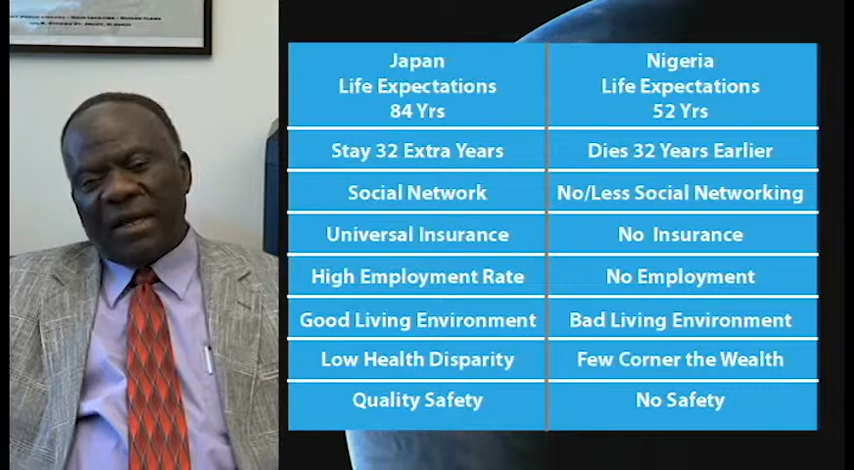 Japan
Life Expectations
84 Yrs
Nigeria
Life Expectations
52 Yrs
Stay 32 Extra Years
Dies 32 Years Earlier
Social Network
No/Less Social Networking
Universal Insurance
No Insurance
High Employment Rate
No Employment
Good Living Environment
Bad Living Environment
Low Health Disparity
Few Corner the Wealth
Quality Safety
No Safety